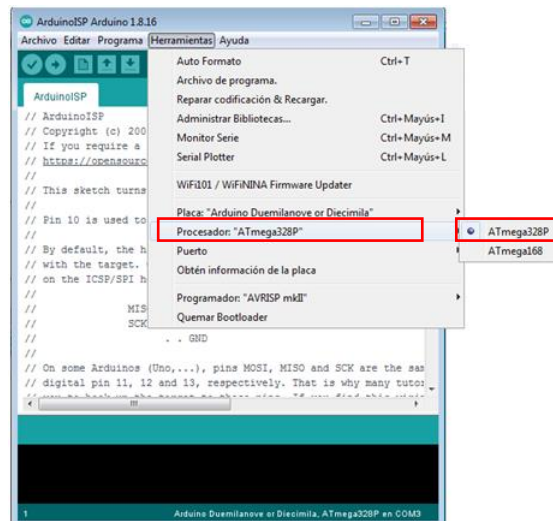 ArduinoISP Arduino 1.8.16
Archivo Editar Programa Herramientas Ayuda
ArduinoISP
Auto Formato Ctrl+T
Archivo de programa.
Reparar codificación & Recargar.
Administrar Bibliotecas... Ctrl+Mayús+I
Monitor Serie Ctrl+Mayús+M
Serial Plotter Ctrl+Mayús+L
WiFi101 / WiFiNINA Firmware Updater
Placa: "Arduino Duemilanove or Diecimila"
Procesador: "ATmega328P"
Puerto
Obtén información de la placa
Programador: "AVRISP mkII"
Quemar Bootloader
ATmega328P
ATmega168
// ArduinoISP
// Copyright (c) 200
// If you require a
// https://opensourc
//
// This sketch turns
//
// Pin 10 is used to
//
// By default, the h
// with the target.
// on the ICSP/SPI h
//
// MIS
// SCK
// . . GND
//
// On some Arduinos (Uno,...), pins MOSI, MISO and SCK are the sam
// digital pin 11, 12 and 13, respectively. That is why many tutor
1 Arduino Duemilanove or Diecimila, ATmega328P en COM3